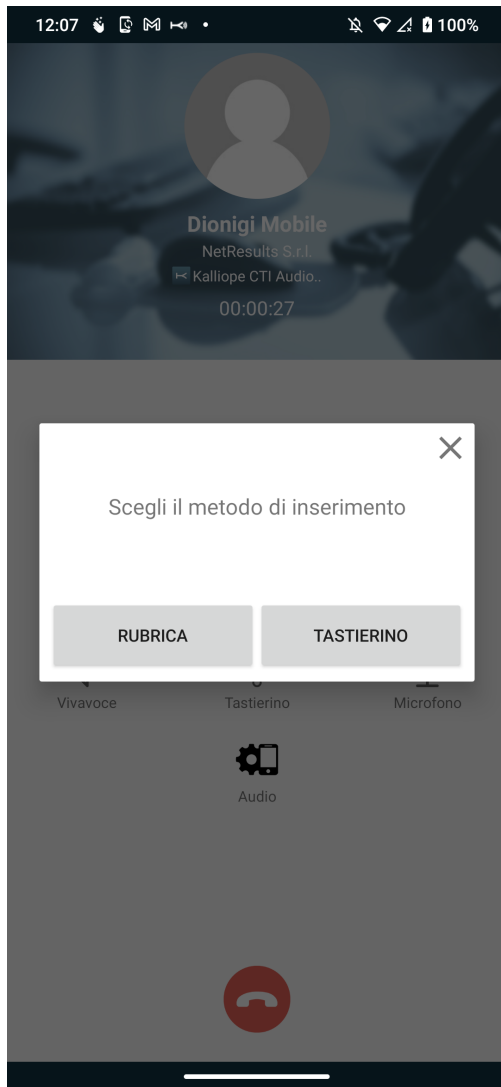 12:07
100%
Dionigi Mobile
NetResults S.r.l.
Kalliope CTI Audio..
00:00:27
Scegli il metodo di inserimento
RUBRICA TASTIERINO
Vivavoce Tastierino Microfono
Audio